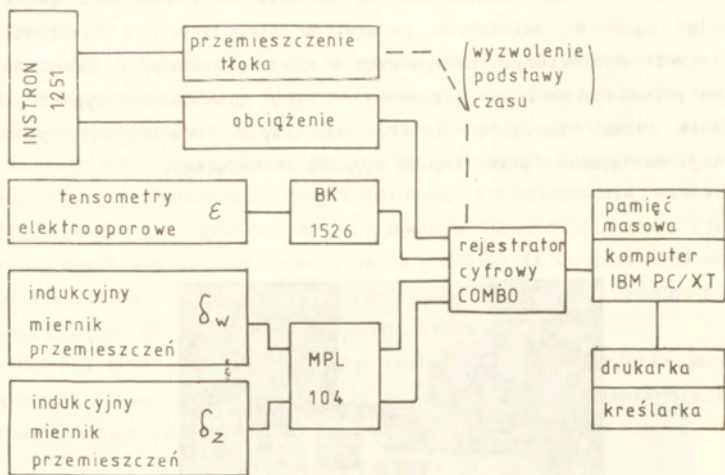 INSTRON
1251
przemieszczenie
tłoka
obciążenie
(wyzwolenie
podstawy
czasu)
tensometry
elektrooporowe ε
BK
1526
indukcyjny
miernik
przemieszczeń
δw
indukcyjny
miernik
przemieszczeń
δz
MPL
104
rejestrator
cyfrowy
COMBO
pamięć
masowa
komputer
IBM PC/XT
drukarka
kreślarka